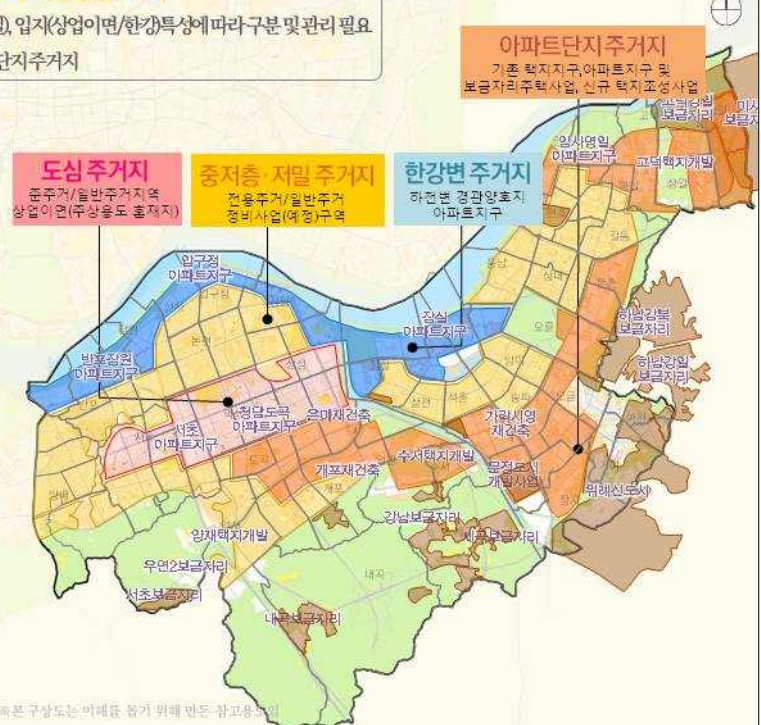 입지(상업이면/한강)특성에따라구분및관리필요
단지주거지
아파트단지 주거지
기존 택지지구,아파트지구 및
보금자리주택사업, 신규 택지조성사업
도심 주거지
준주거/일반주거지역
상업이면(주상용도 혼재지)
중저층·저밀 주거지
전용주거/일반주거
정비사업(예정)구역
한강변 주거지
하천변 경관양호지
아파트지구
보금자리
보금자리
암사명일
아파트지구
고덕택지개발
압구정
아파트지구
잠실
아파트지구
하남감북
보금자리
하남감일
보금자리
반포잠원
아파트지구
청담도곡
아파트지구
은마재건축
서초
아파트지구
가락시영
재건축
개포재건축
수서택지개발
문정도시
개발사업
위례신도시
강남보금자리
세곡보금자리
양재택지개발
우면2보금자리
서초보금자리
내곡
내곡보금자리
※본 구상도는 이해를 돕기 위해 만든 참고용도임